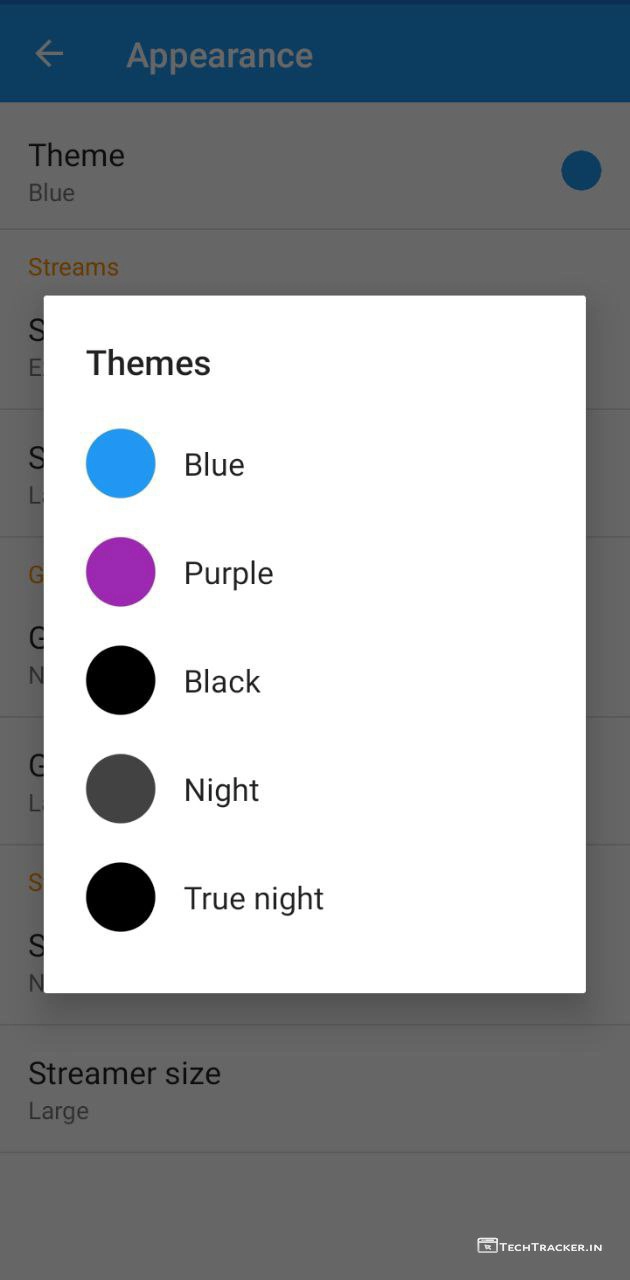 Appearance
Theme
Blue
Streams
Themes
Blue
Purple
Black
Night
True night
Streamer size
Large
TechTracker.in